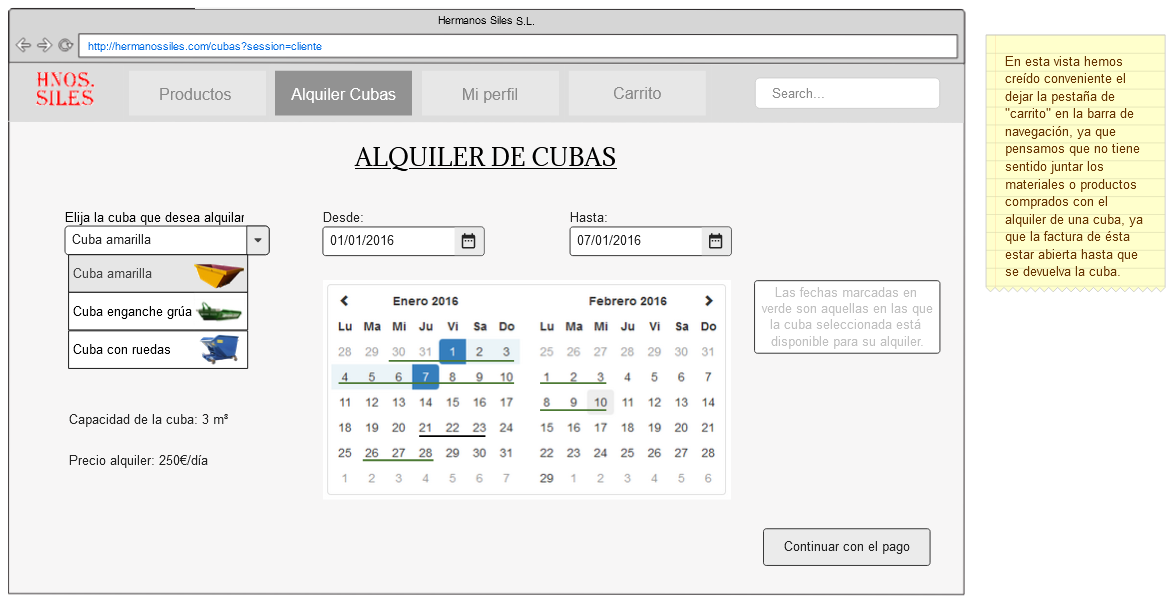 Hermanos Siles S.L.
http://hermanossiles.com/cubas?session=cliente
HNOS.
SILES
Productos
Alquiler Cubas
Mi perfil
Carrito
Search...
ALQUILER DE CUBAS
Elija la cuba que desea alquilar
Cuba amarilla
Cuba amarilla
Cuba enganche grúa
Cuba con ruedas
Capacidad de la cuba: 3 m³
Precio alquiler: 250€/día
Desde:
01/01/2016
Hasta:
07/01/2016
Enero 2016
Lu Ma Mi Ju Vi Sa Do
28 29 30 31 1 2 3
4 5 6 7 8 9 10
11 12 13 14 15 16 17
18 19 20 21 22 23 24
25 26 27 28 29 30 31
1 2 3 4 5 6 7
Febrero 2016
Lu Ma Mi Ju Vi Sa Do
25 26 27 28 29 30 31
1 2 3 4 5 6 7
8 9 10 11 12 13 14
15 16 17 18 19 20 21
22 23 24 25 26 27 28
29 1 2 3 4 5 6
Las fechas marcadas en
verde son aquellas en las que
la cuba seleccionada está
disponible para su alquiler.
Continuar con el pago
En esta vista hemos
creído conveniente el
dejar la pestaña de
"carrito" en la barra de
navegación, ya que
pensamos que no tiene
sentido juntar los
materiales o productos
comprados con el
alquiler de una cuba, ya
que la factura de ésta
estar abierta hasta que
se devuelva la cuba.